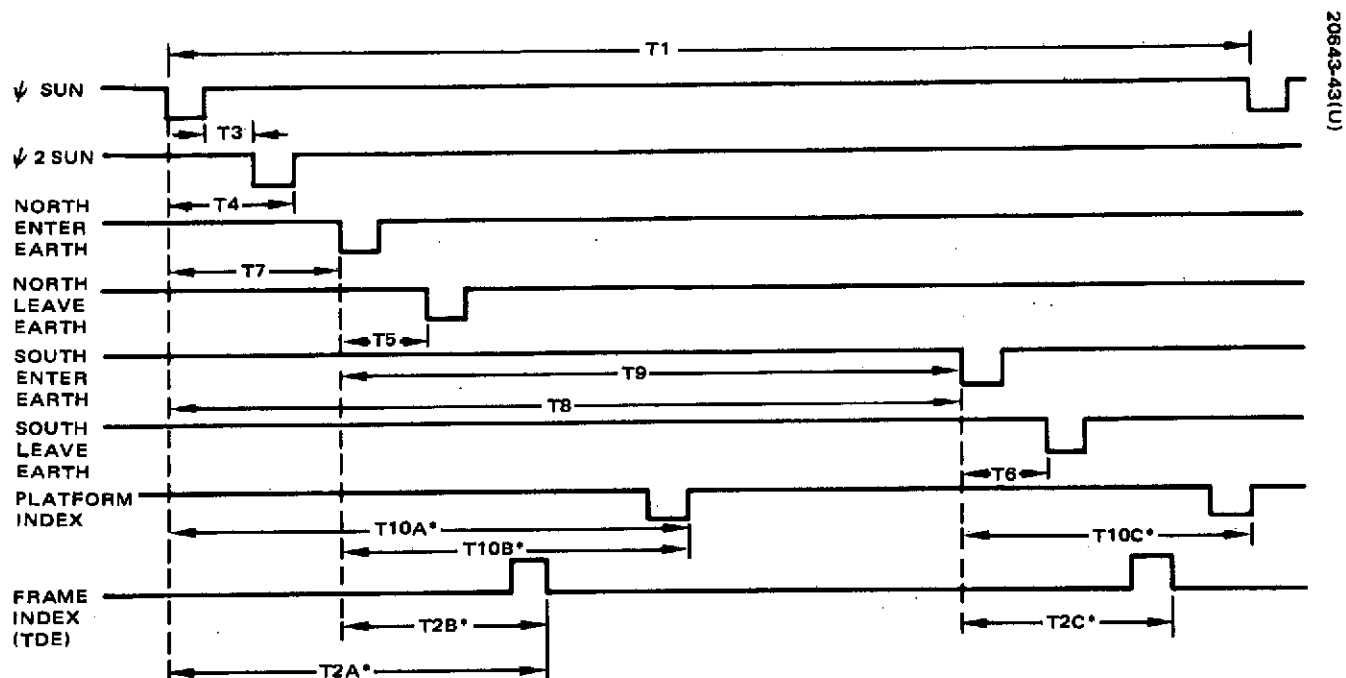 20643-43(U)
T1
ψ SUN
T3
ψ 2 SUN
T4
NORTH
ENTER
EARTH
T7
NORTH
LEAVE
EARTH
T5
SOUTH
ENTER
EARTH
T9
T8
SOUTH
LEAVE
EARTH
T6
PLATFORM
INDEX
T10A*
T10B*
T10C*
FRAME
INDEX
(TDE)
T2B*
T2C*
T2A*